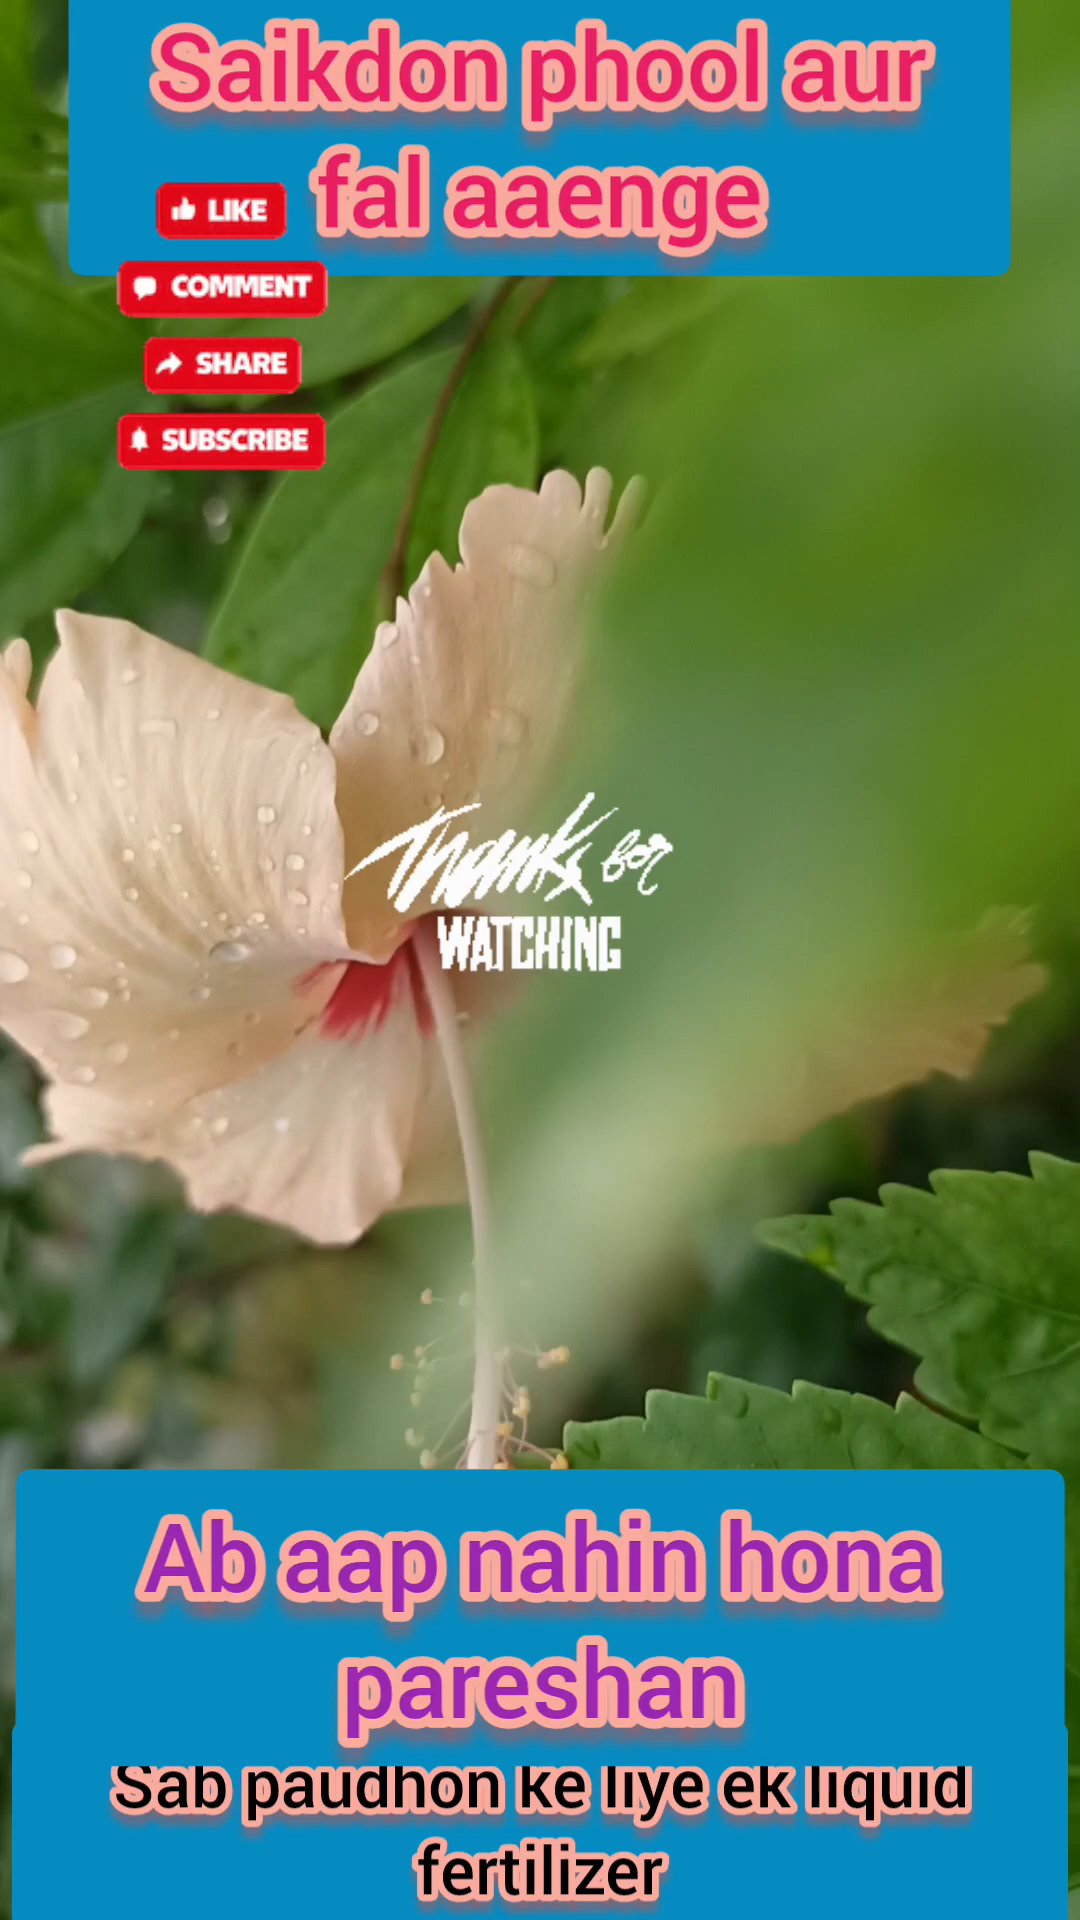 Saikdon phool aur
fal aaenge
LIKE
COMMENT
SHARE
SUBSCRIBE
Thanks for
WATCHING
Ab aap nahin hona
pareshan
Sab paudhon ke liye ek liquid
fertilizer